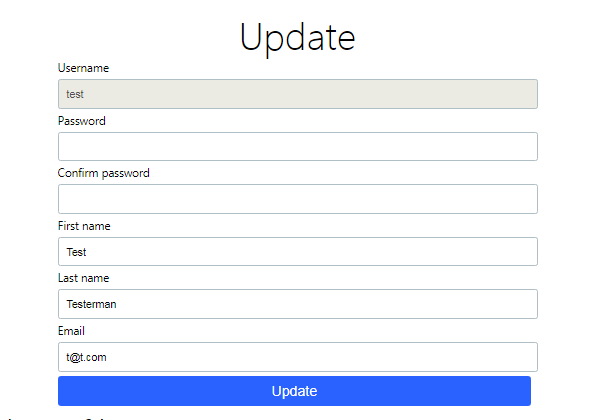 Update
Username
test
Password
Confirm password
First name
Test
Last name
Testerman
Email
t@t.com
Update